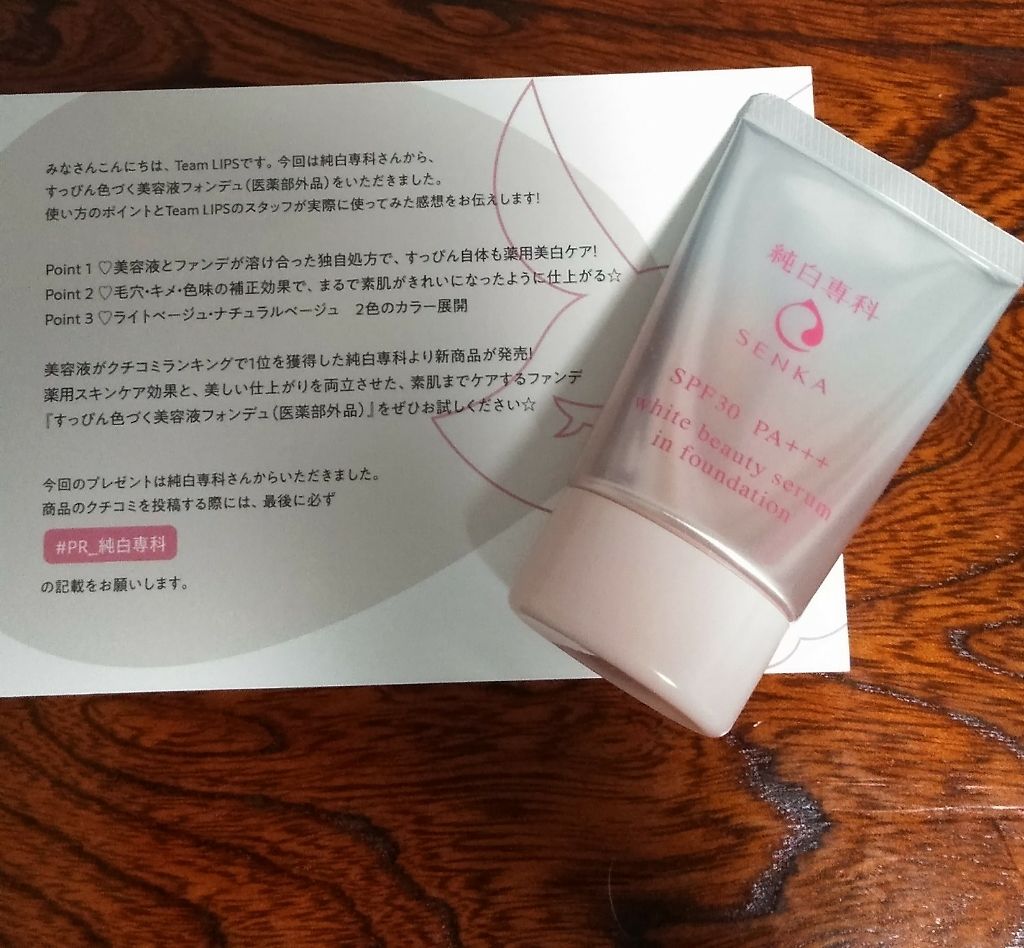 みなさんこんにちは、Team LIPSです。今回は純白専科さんから、
すっぴん色づく美容液フォンデュ（医薬部外品）をいただきました。
使い方のポイントとTeam LIPSのスタッフが実際に使ってみた感想をお伝えします!
Point 1 ♡美容液とファンデが溶け合った独自処方で、すっぴん自体も薬用美白ケア!
Point 2 ♡毛穴・キメ・色味の補正効果で、まるで素肌がきれいになったように仕上がる☆
Point 3 ♡ライトベージュ・ナチュラルベージュ　2色のカラー展開
美容液がクチコミランキングで1位を獲得した純白専科より新商品が発売!
薬用スキンケア効果と、美しい仕上がりを両立させた、素肌までケアするファンデ
『すっぴん色づく美容液フォンデュ（医薬部外品）』をぜひお試しください☆
今回のプレゼントは純白専科さんからいただきました。
商品のクチコミを投稿する際には、最後に必ず
#PR_純白専科
の記載をお願いします。
純白専科
SENKA
SPF30 PA+++
white beauty serum
in foundation